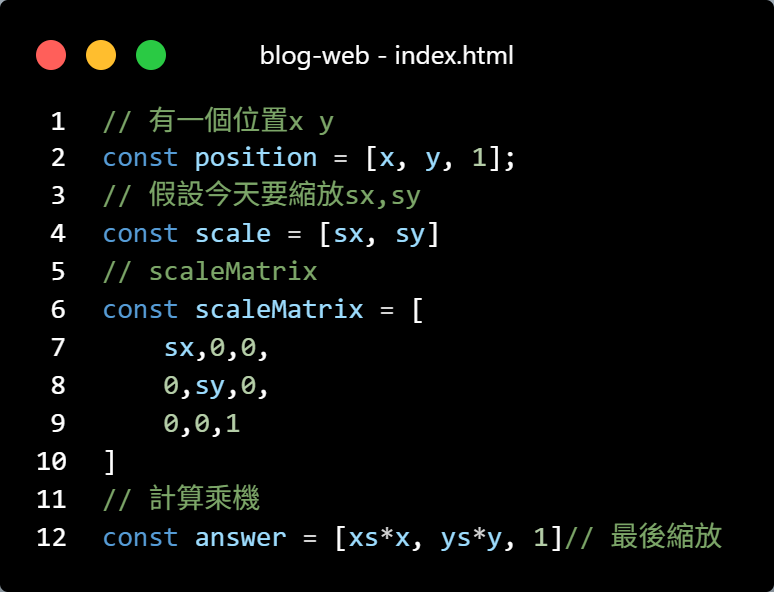 blog-web - index.html
1 // 有一個位置x y
2 const position = [x, y, 1];
3 // 假設今天要縮放sx,sy
4 const scale = [sx, sy]
5 // scaleMatrix
6 const scaleMatrix = [
7     sx,0,0,
8     0,sy,0,
9     0,0,1
10 ]
11 // 計算乘機
12 const answer = [xs*x, ys*y, 1]// 最後縮放